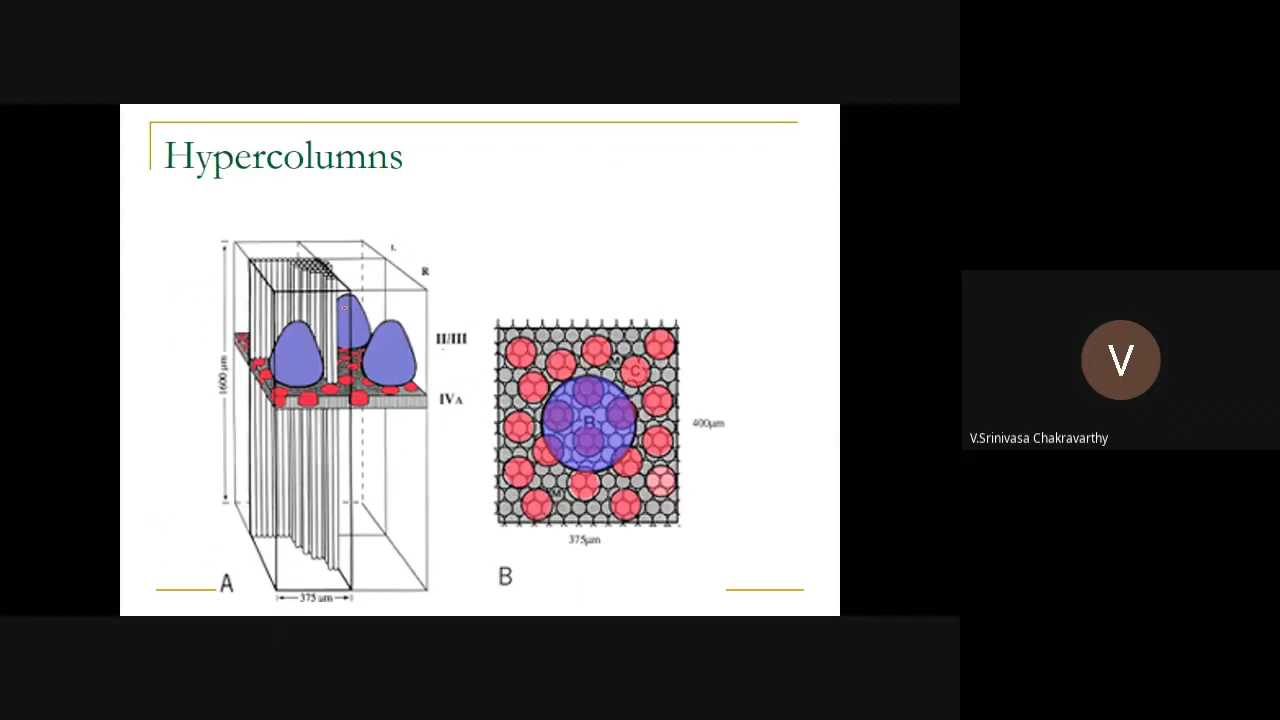 Hypercolumns
L
R
II/III
1600 µm
IVA
M
C
B
M
400µm
375µm
A
B
375 µm
V
V.Srinivasa Chakravarthy